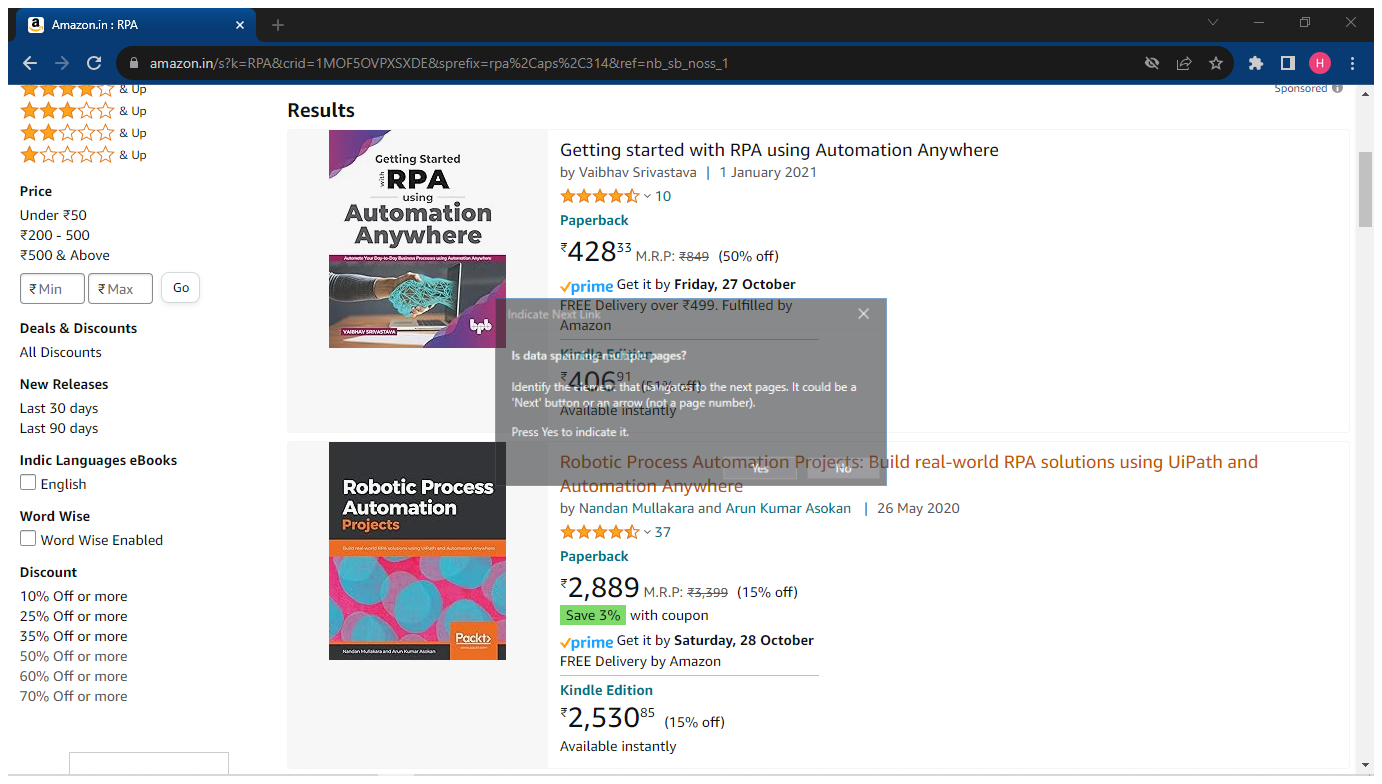 Amazon.in : RPA
amazon.in/s?k=RPA&crid=1MOF5OVPXSXDE&sprefix=rpa%2Caps%2C314&ref=nb_sb_noss_1
H
& Up
& Up
& Up
& Up
Price
Under ₹50
₹200 - 500
₹500 & Above
₹ Min
₹ Max
Go
Deals & Discounts
All Discounts
New Releases
Last 30 days
Last 90 days
Indic Languages eBooks
English
Word Wise
Word Wise Enabled
Discount
10% Off or more
25% Off or more
35% Off or more
50% Off or more
60% Off or more
70% Off or more
Sponsored
Results
Getting Started
with RPA
using
Automation
Anywhere
Automate Your Day-to-Day Business Processes using Automation Anywhere
VAIBHAV SRIVASTAVA
bpb
Getting started with RPA using Automation Anywhere
by Vaibhav Srivastava | 1 January 2021
10
Paperback
₹428 33 M.R.P: ₹849 (50% off)
prime Get it by Friday, 27 October
FREE Delivery over ₹499. Fulfilled by
Amazon
Kindle Edition
₹406 91 (51% off)
Available instantly
Indicate Next Link
Is data spanning multiple pages?
Identify the element that navigates to the next pages. It could be a
'Next' button or an arrow (not a page number).
Press Yes to indicate it.
Yes
No
Robotic Process
Automation
Projects
Build real-world RPA solutions using UiPath and Automation Anywhere
Packt>
www.packt.com
Nandan Mullakara and Arun Kumar Asokan
Robotic Process Automation Projects: Build real-world RPA solutions using UiPath and
Automation Anywhere
by Nandan Mullakara and Arun Kumar Asokan | 26 May 2020
37
Paperback
₹2,889 M.R.P: ₹3,399 (15% off)
Save 3% with coupon
prime Get it by Saturday, 28 October
FREE Delivery by Amazon
Kindle Edition
₹2,530 85 (15% off)
Available instantly